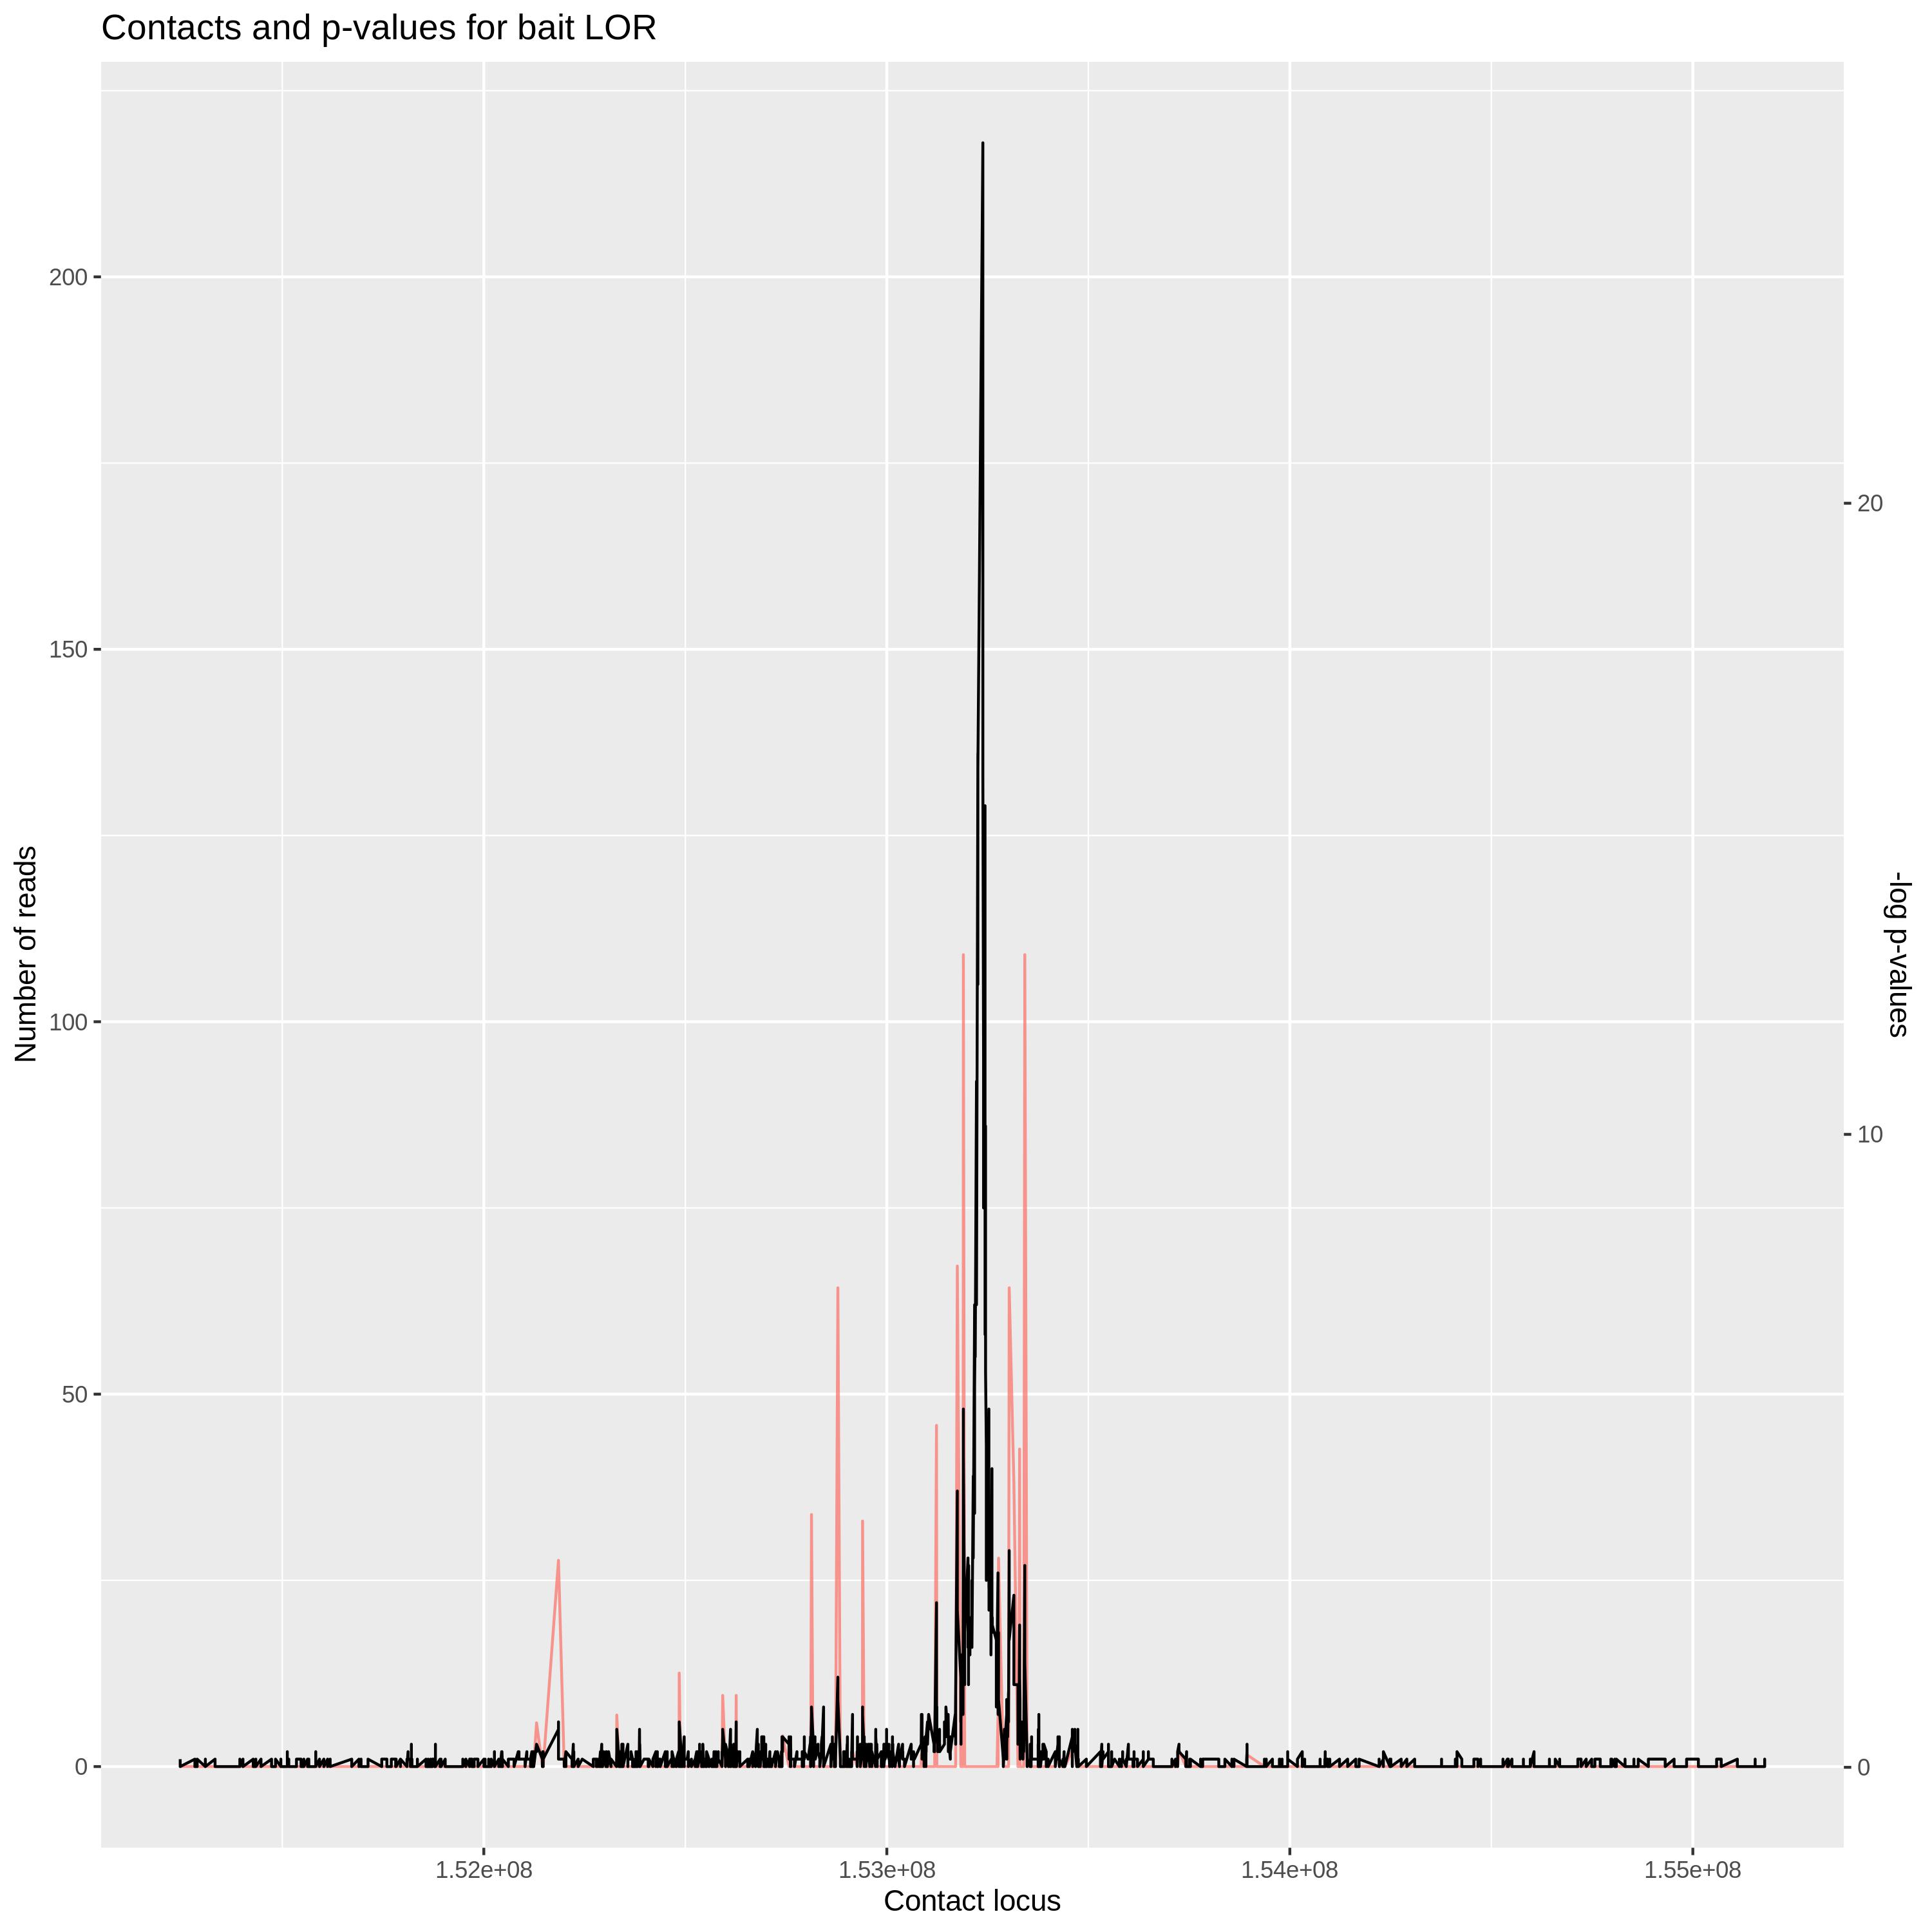 Contacts and p-values for bait LOR
200
150
100
50
0
20
10
0
Number of reads
-log p-values
1.52e+08 1.53e+08 1.54e+08 1.55e+08
Contact locus